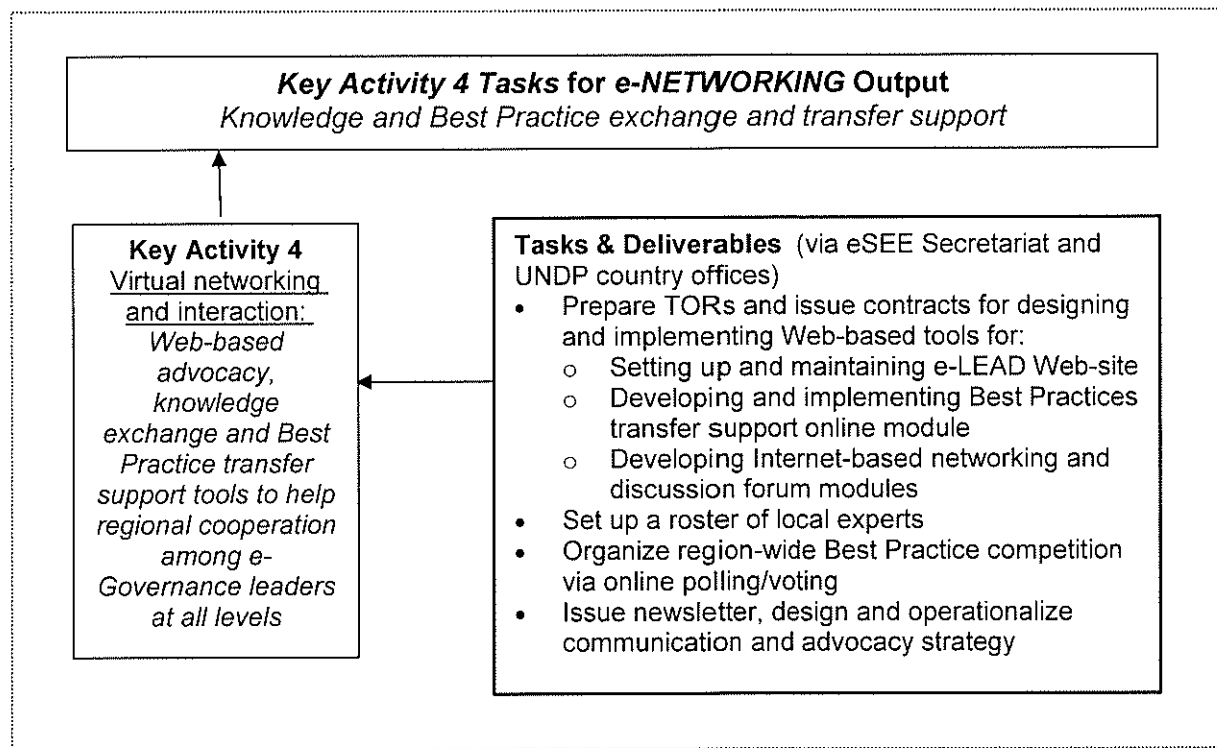 Key Activity 4 Tasks for e-NETWORKING Output
Knowledge and Best Practice exchange and transfer support
Key Activity 4
Virtual networking
and interaction:
Web-based
advocacy,
knowledge
exchange and Best
Practice transfer
support tools to help
regional cooperation
among e-
Governance leaders
at all levels
Tasks & Deliverables (via eSEE Secretariat and
UNDP country offices)
• Prepare TORs and issue contracts for designing
and implementing Web-based tools for:
o Setting up and maintaining e-LEAD Web-site
o Developing and implementing Best Practices
transfer support online module
o Developing Internet-based networking and
discussion forum modules
• Set up a roster of local experts
• Organize region-wide Best Practice competition
via online polling/voting
• Issue newsletter, design and operationalize
communication and advocacy strategy